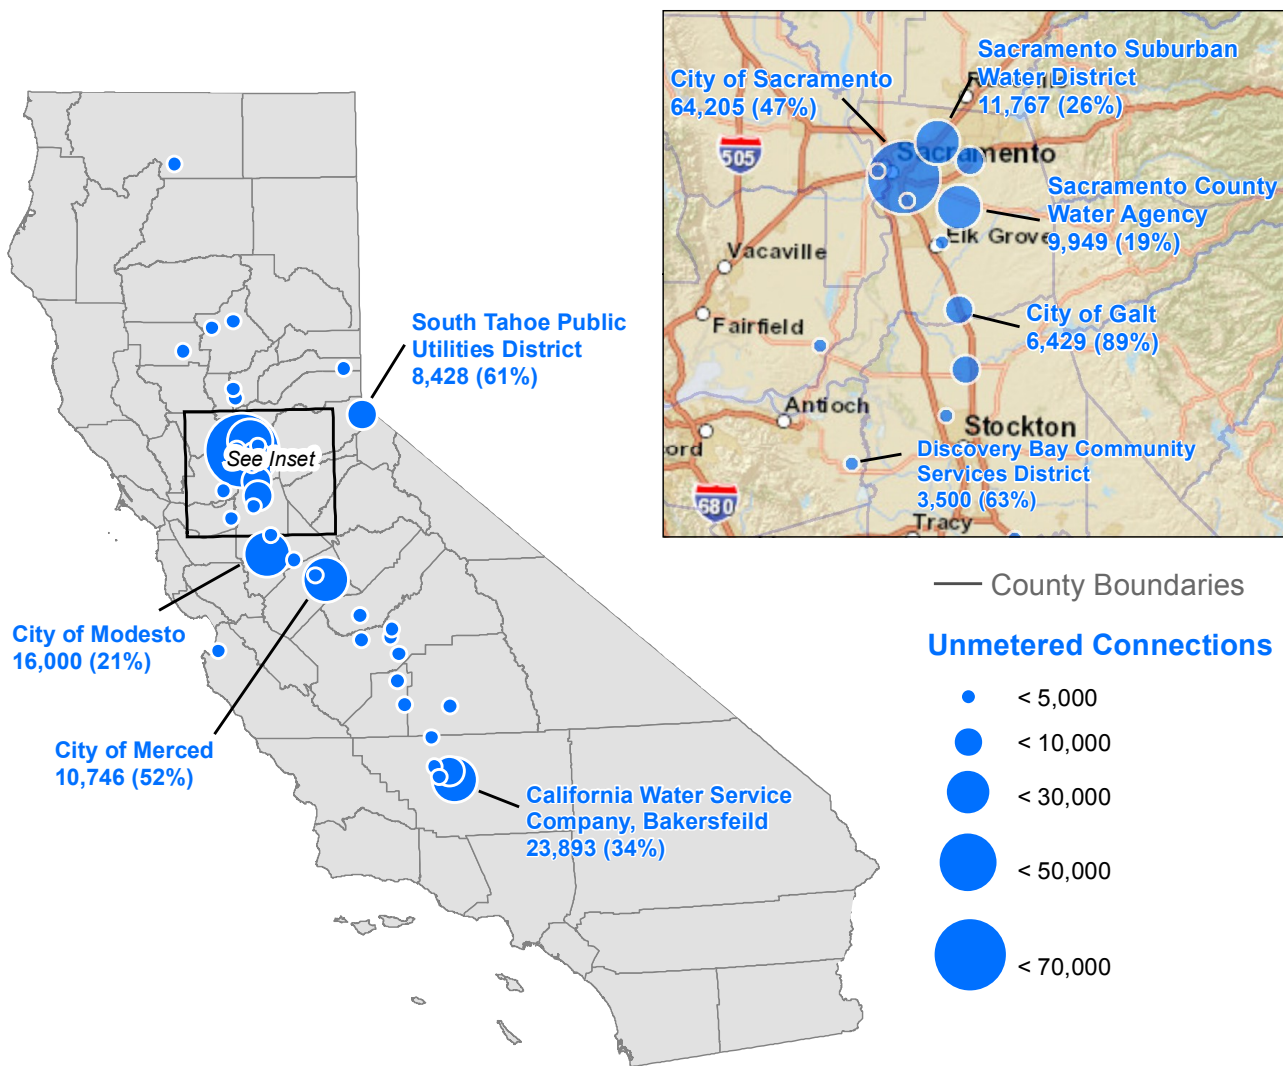 City of Sacramento
64,205 (47%)
Sacramento Suburban
Water District
11,767 (26%)
505
Sacramento
Sacramento County
Water Agency
9,949 (19%)
Elk Grove
Vacaville
Fairfield
City of Galt
6,429 (89%)
Antioch
Stockton
ord
Discovery Bay Community
Services District
3,500 (63%)
680
Tracy
South Tahoe Public
Utilities District
8,428 (61%)
See Inset
City of Modesto
16,000 (21%)
City of Merced
10,746 (52%)
California Water Service
Company, Bakersfeild
23,893 (34%)
County Boundaries
Unmetered Connections
< 5,000
< 10,000
< 30,000
< 50,000
< 70,000